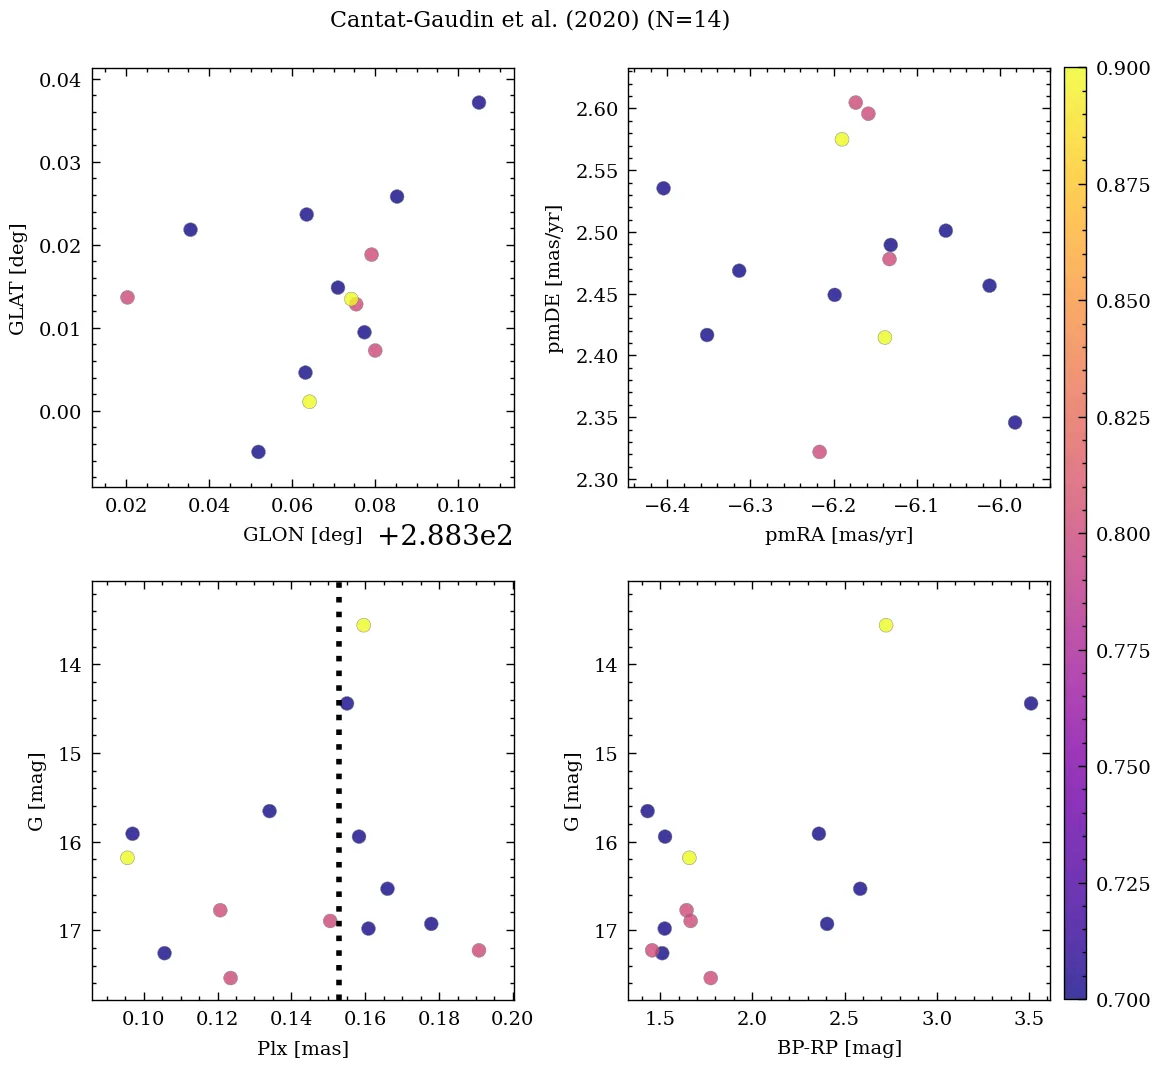 Cantat-Gaudin et al. (2020) (N=14)
0.04
0.03
0.02
0.01
0.00
GLAT [deg]
0.02 0.04 0.06 0.08 0.10
GLON [deg] +2.883e2
2.60
2.55
2.50
2.45
2.40
2.35
2.30
pmDE [mas/yr]
−6.4 −6.3 −6.2 −6.1 −6.0
pmRA [mas/yr]
14
15
16
17
G [mag]
0.10 0.12 0.14 0.16 0.18 0.20
Plx [mas]
14
15
16
17
G [mag]
1.5 2.0 2.5 3.0 3.5
BP-RP [mag]
0.900
0.875
0.850
0.825
0.800
0.775
0.750
0.725
0.700